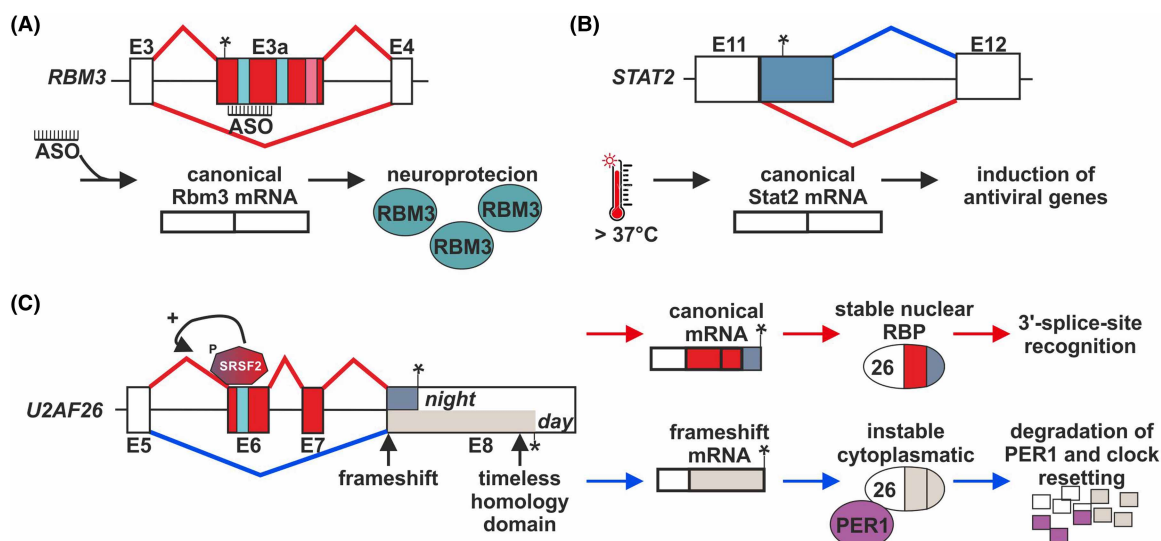 (A)
E3
*
E3a
E4
RBM3
ASO
ASO
canonical
Rbm3 mRNA
neuroprotecion
RBM3
RBM3
RBM3
(B)
E11
*
E12
STAT2
> 37°C
canonical
Stat2 mRNA
induction of
antiviral genes
(C)
+
P
SRSF2
*
U2AF26
night
day
E5
E6
E7
E8
*
frameshift
timeless
homology
domain
canonical
mRNA
*
stable nuclear
RBP
26
3'-splice-site
recognition
frameshift
mRNA
*
instable
cytoplasmatic
26
PER1
degradation of
PER1 and clock
resetting